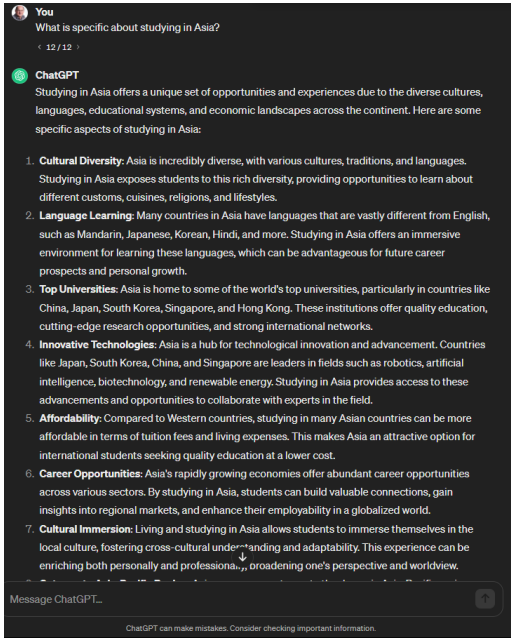 You
What is specific about studying in Asia?
< 12/12 >
ChatGPT
Studying in Asia offers a unique set of opportunities and experiences due to the diverse cultures,
languages, educational systems, and economic landscapes across the continent. Here are some
specific aspects of studying in Asia:
1. Cultural Diversity: Asia is incredibly diverse, with various cultures, traditions, and languages.
Studying in Asia exposes students to this rich diversity, providing opportunities to learn about
different customs, cuisines, religions, and lifestyles.
2. Language Learning: Many countries in Asia have languages that are vastly different from English,
such as Mandarin, Japanese, Korean, Hindi, and more. Studying in Asia offers an immersive
environment for learning these languages, which can be advantageous for future career
prospects and personal growth.
3. Top Universities: Asia is home to some of the world's top universities, particularly in countries like
China, Japan, South Korea, Singapore, and Hong Kong. These institutions offer quality education,
cutting-edge research opportunities, and strong international networks.
4. Innovative Technologies: Asia is a hub for technological innovation and advancement. Countries
like Japan, South Korea, China, and Singapore are leaders in fields such as robotics, artificial
intelligence, biotechnology, and renewable energy. Studying in Asia provides access to these
advancements and opportunities to collaborate with experts in the field.
5. Affordability: Compared to Western countries, studying in many Asian countries can be more
affordable in terms of tuition fees and living expenses. This makes Asia an attractive option for
international students seeking quality education at a lower cost.
6. Career Opportunities: Asia's rapidly growing economies offer abundant career opportunities
across various sectors. By studying in Asia, students can build valuable connections, gain
insights into regional markets, and enhance their employability in a globalized world.
7. Cultural Immersion: Living and studying in Asia allows students to immerse themselves in the
local culture, fostering cross-cultural understanding and adaptability. This experience can be
enriching both personally and professionally, broadening one's perspective and worldview.
Message ChatGPT...
ChatGPT can make mistakes. Consider checking important information.